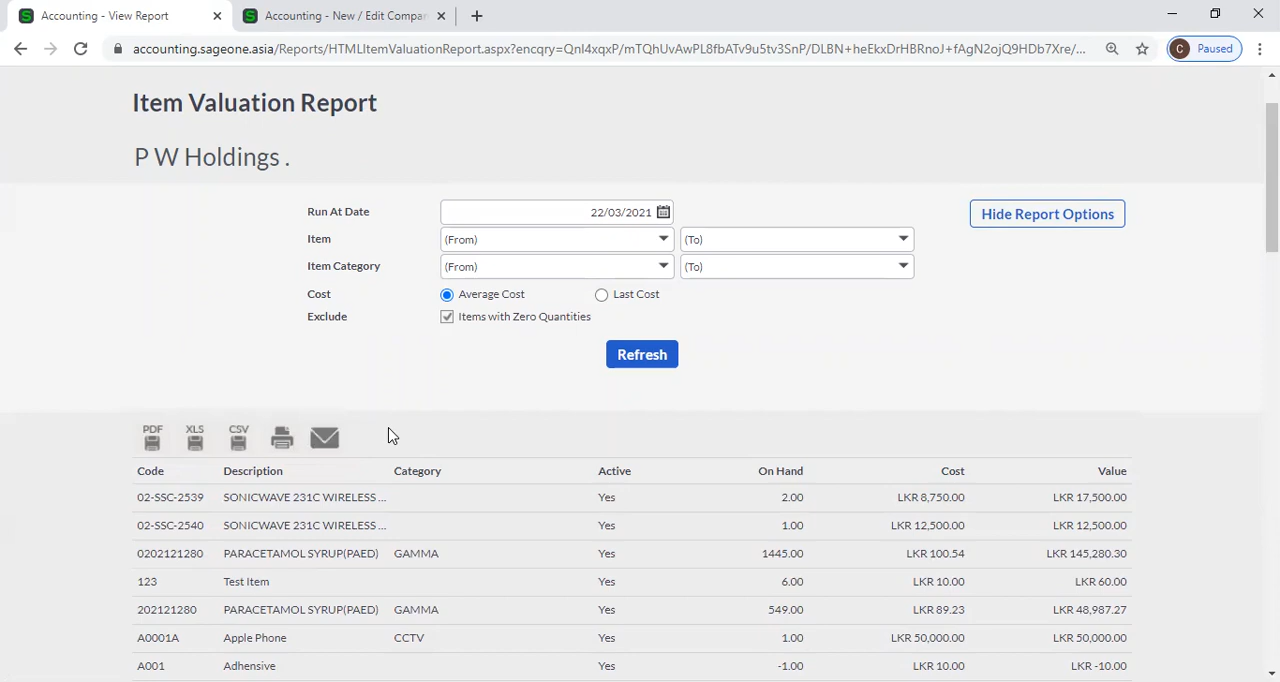 Accounting - View Report
Accounting - New / Edit Compan
accounting.sageone.asia/Reports/HTMLItemValuationReport.aspx?encqry=QnI4xqxP/mTQhUvAwPL8fbATv9u5tv3SnP/DLBN+heEkxDrHBRnoJ+fAgN2ojQ9HDb7Xre/...
C Paused
Item Valuation Report
P W Holdings .
Run At Date 22/03/2021
Hide Report Options
Item (From) (To)
Item Category (From) (To)
Cost Average Cost Last Cost
Exclude Items with Zero Quantities
Refresh
PDF XLS CSV
Code Description Category Active On Hand Cost Value
02-SSC-2539 SONICWAVE 231C WIRELESS ... Yes 2.00 LKR 8,750.00 LKR 17,500.00
02-SSC-2540 SONICWAVE 231C WIRELESS ... Yes 1.00 LKR 12,500.00 LKR 12,500.00
0202121280 PARACETAMOL SYRUP(PAED) GAMMA Yes 1445.00 LKR 100.54 LKR 145,280.30
123 Test Item Yes 6.00 LKR 10.00 LKR 60.00
202121280 PARACETAMOL SYRUP(PAED) GAMMA Yes 549.00 LKR 89.23 LKR 48,987.27
A0001A Apple Phone CCTV Yes 1.00 LKR 50,000.00 LKR 50,000.00
A001 Adhensive Yes -1.00 LKR 10.00 LKR -10.00